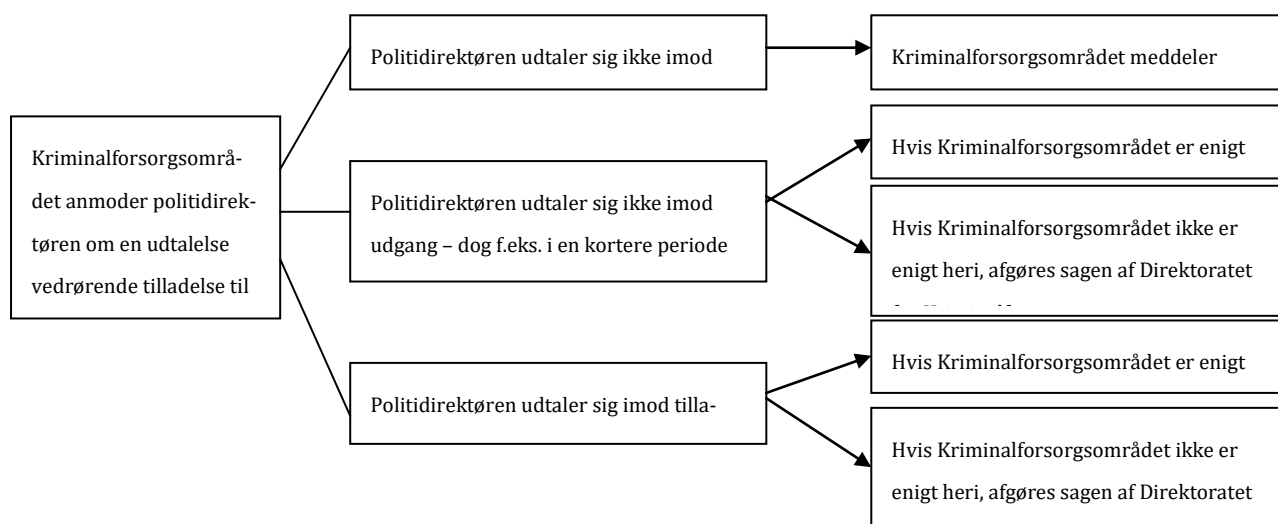 Kriminalforsorgsområ-
det anmoder politidirek-
tøren om en udtalelse
vedrørende tilladelse til
Politidirektøren udtaler sig ikke imod
Kriminalforsorgsområdet meddeler
Politidirektøren udtaler sig ikke imod
udgang – dog f.eks. i en kortere periode
Hvis Kriminalforsorgsområdet er enigt
Hvis Kriminalforsorgsområdet ikke er
enigt heri, afgøres sagen af Direktoratet
Politidirektøren udtaler sig imod tilla-
Hvis Kriminalforsorgsområdet er enigt
Hvis Kriminalforsorgsområdet ikke er
enigt heri, afgøres sagen af Direktoratet